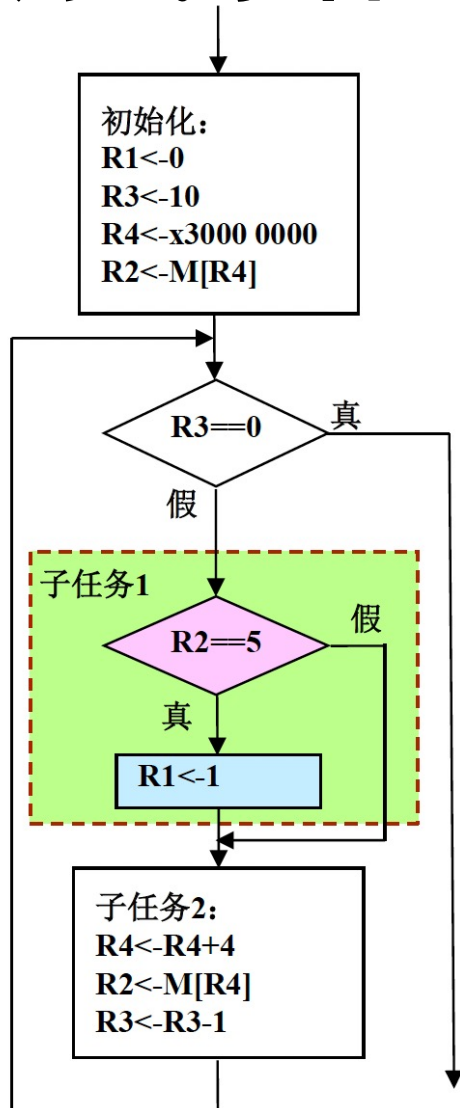 初始化：
R1<-0
R3<-10
R4<-x3000 0000
R2<-M[R4]
R3==0
真
假
子任务1
R2==5
假
真
R1<-1
子任务2：
R4<-R4+4
R2<-M[R4]
R3<-R3-1